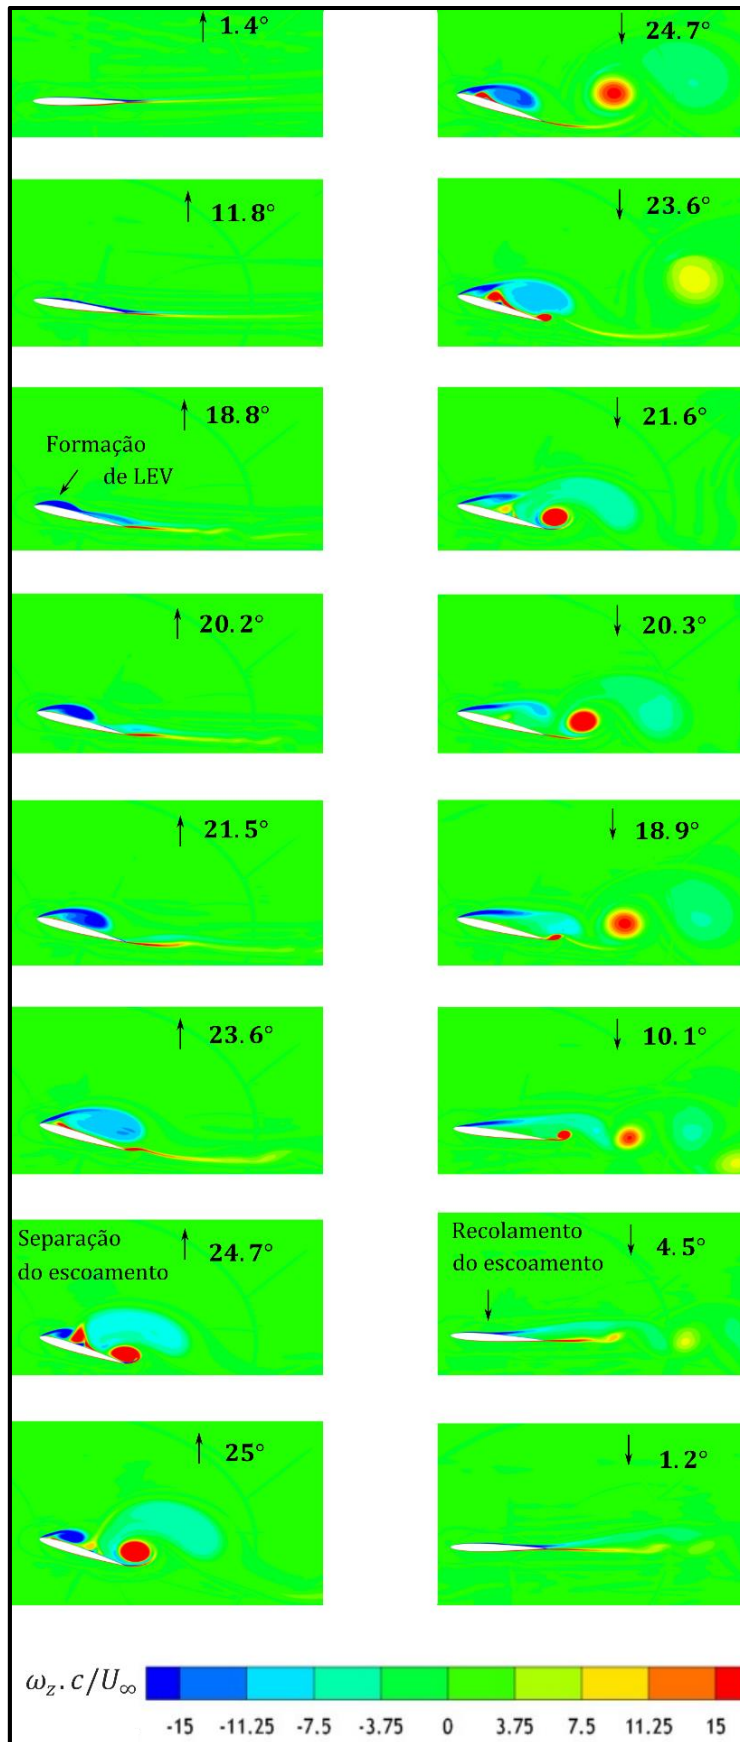 ↑ 1.4°
↑ 11.8°
↑ 18.8°
Formação
de LEV
↑ 20.2°
↑ 21.5°
↑ 23.6°
Separação
do escoamento
↑ 24.7°
↑ 25°
↓ 24.7°
↓ 23.6°
↓ 21.6°
↓ 20.3°
↓ 18.9°
↓ 10.1°
Recolamento
do escoamento
↓ 4.5°
↓ 1.2°
ω_z.c/U_∞
-15 -11.25 -7.5 -3.75 0 3.75 7.5 11.25 15